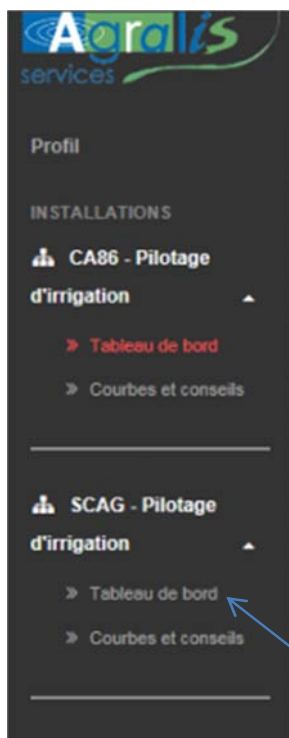 Agralis
services
Profil
INSTALLATIONS
CA86 - Pilotage
d'irrigation
» Tableau de bord
» Courbes et conseils
SCAG - Pilotage
d'irrigation
» Tableau de bord
» Courbes et conseils